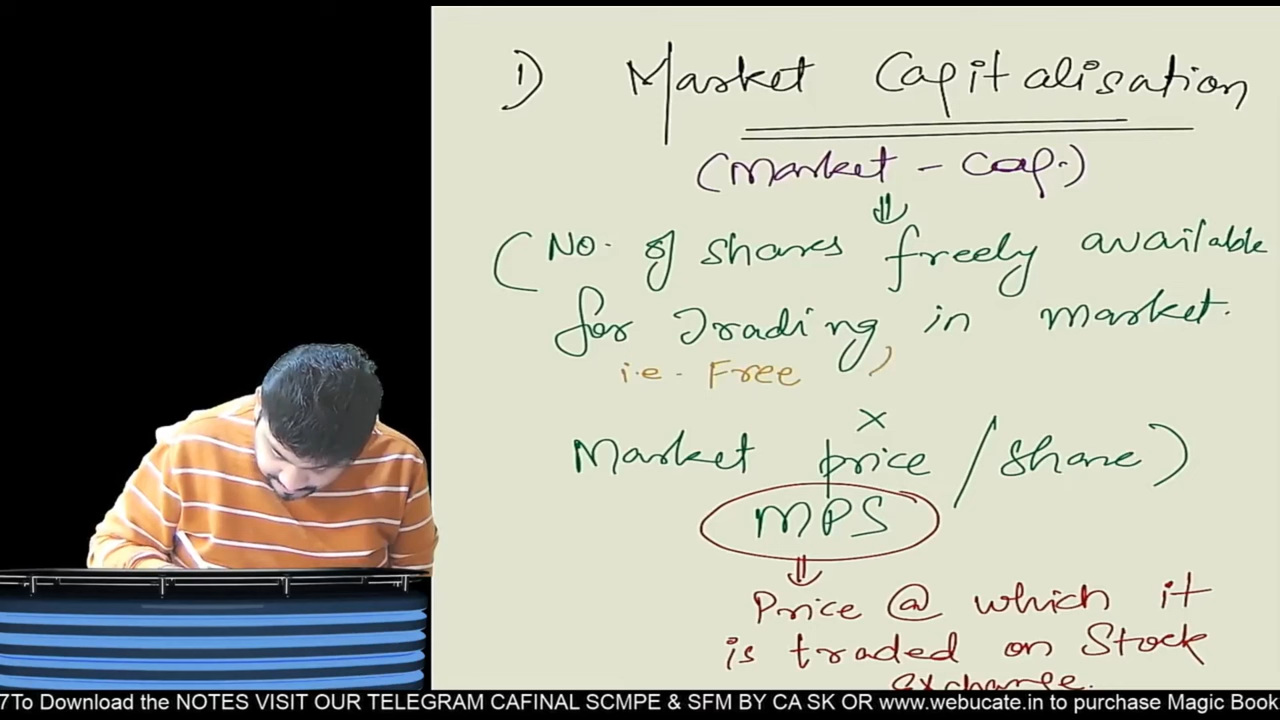 1) Market Capitalisation
(Market - Cap.)
(No. of shares freely available
for Trading in market.
i.e. Free
×
Market price / share)
MPS
Price @ which it
is traded on Stock
exchange.
7To Download the NOTES VISIT OUR TELEGRAM CAFINAL SCMPE & SFM BY CA SK OR www.webucate.in to purchase Magic Book